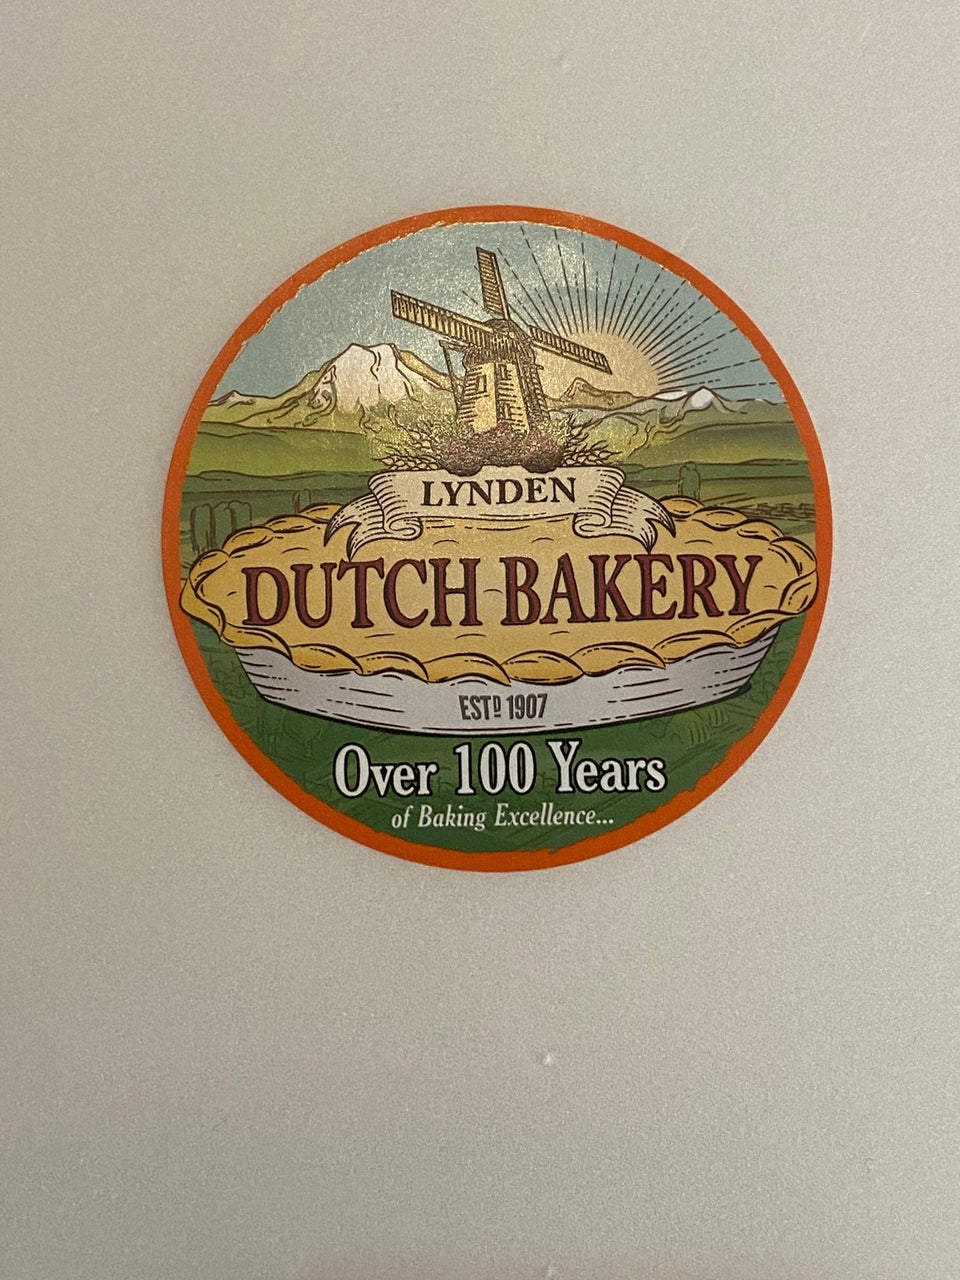 LYNDEN
DUTCH BAKERY
ESTD 1907
Over 100 Years
of Baking Excellence...